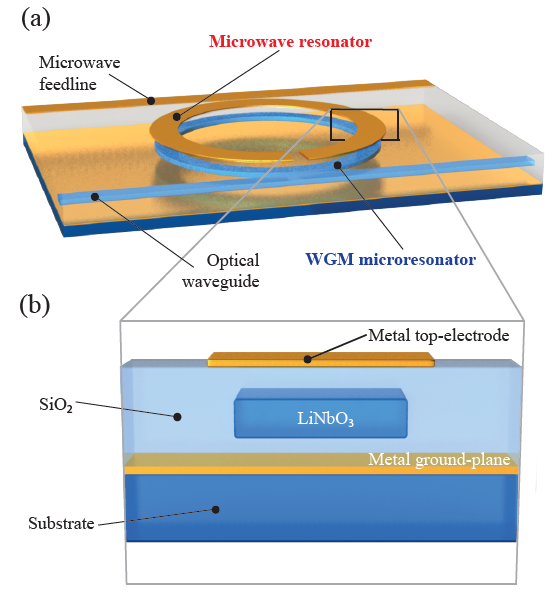 (a)
Microwave resonator
Microwave
feedline
Optical
waveguide
WGM microresonator
(b)
Metal top-electrode
SiO₂
LiNbO₃
Metal ground-plane
Substrate